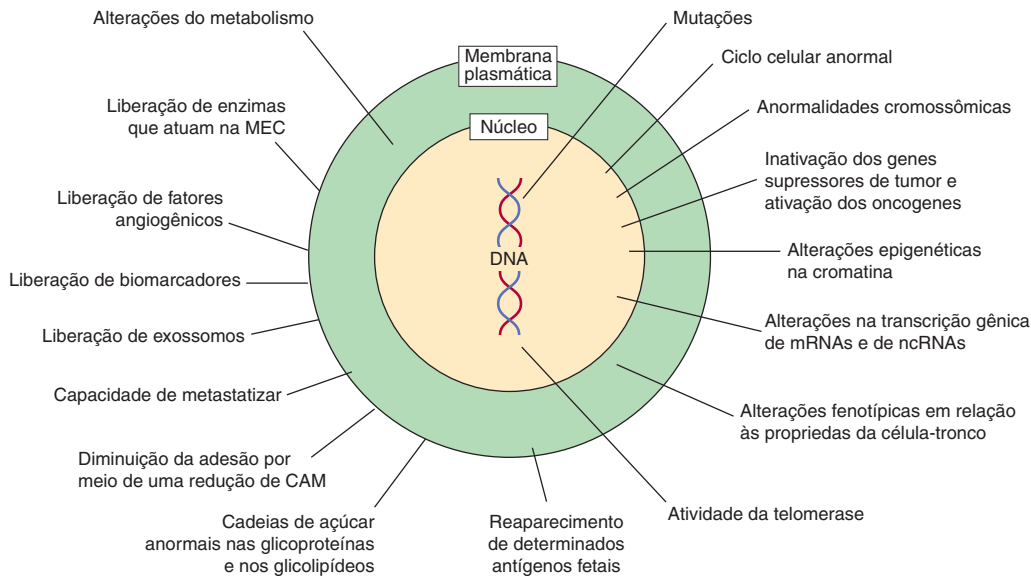 Alterações do metabolismo
Liberação de enzimas
que atuam na MEC
Liberação de fatores
angiogênicos
Liberação de biomarcadores
Liberação de exossomos
Capacidade de metastatizar
Diminuição da adesão por
meio de uma redução de CAM
Cadeias de açúcar
anormais nas glicoproteínas
e nos glicolipídeos
Membrana
plasmática
Núcleo
DNA
Mutações
Ciclo celular anormal
Anormalidades cromossômicas
Inativação dos genes
supressores de tumor e
ativação dos oncogenes
Alterações epigenéticas
na cromatina
Alterações na transcrição gênica
de mRNAs e de ncRNAs
Alterações fenotípicas em relação
às propriedas da célula-tronco
Atividade da telomerase
Reaparecimento
de determinados
antígenos fetais